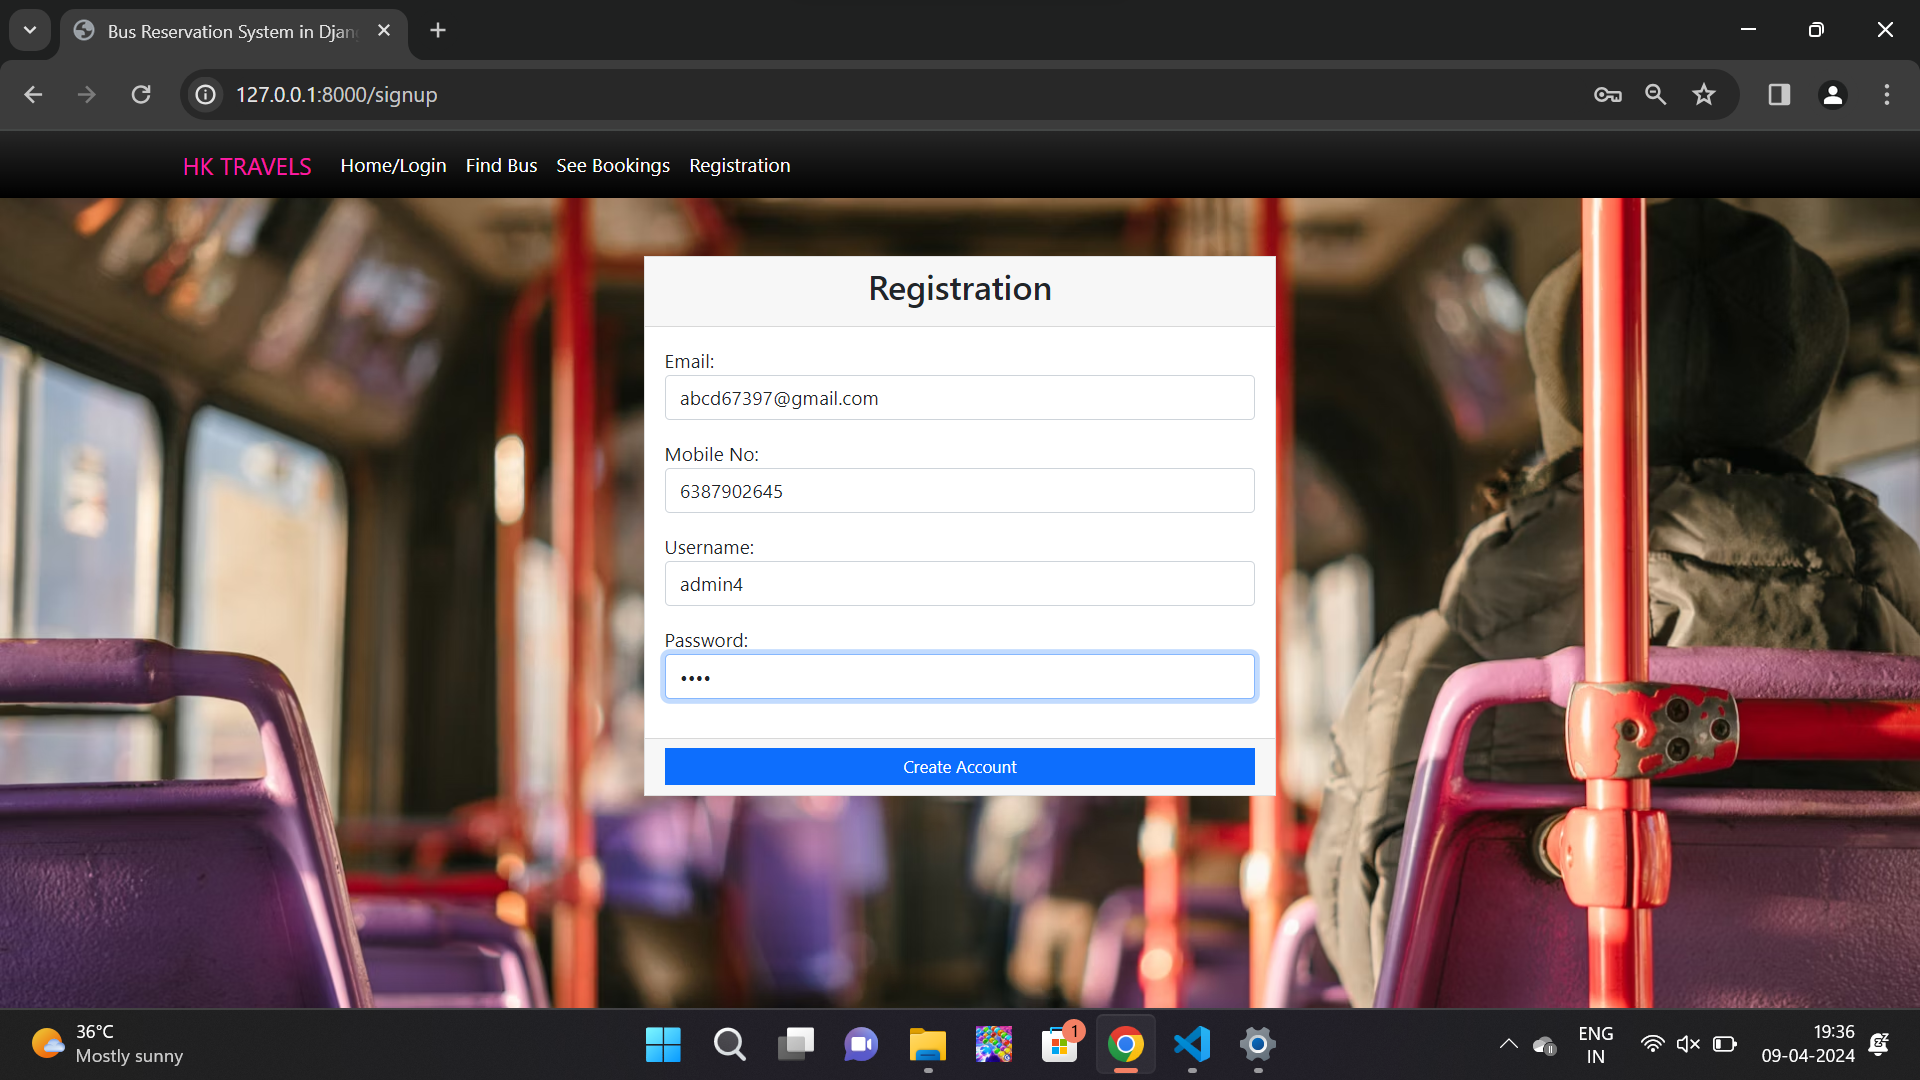 Bus Reservation System in Djan
127.0.0.1:8000/signup
HK TRAVELS Home/Login Find Bus See Bookings Registration
Registration
Email:
abcd67397@gmail.com
Mobile No:
6387902645
Username:
admin4
Password:
••••
Create Account
36°C
Mostly sunny
1
ENG
IN
19:36
09-04-2024